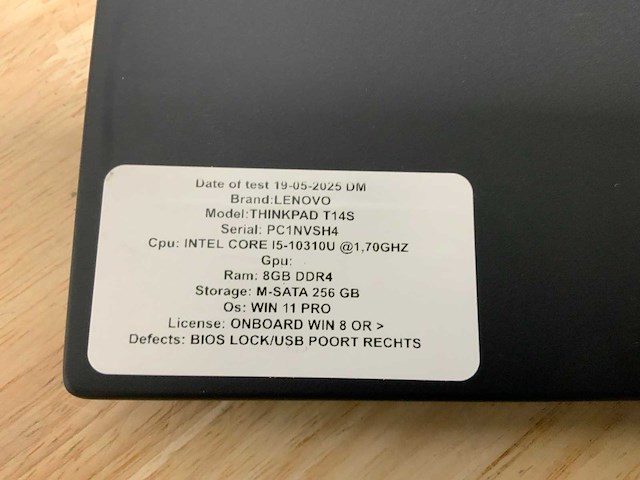 Date of test 19-05-2025 DM
Brand:LENOVO
Model:THINKPAD T14S
Serial: PC1NVSH4
Cpu: INTEL CORE I5-10310U @1,70GHZ
Gpu:
Ram: 8GB DDR4
Storage: M-SATA 256 GB
Os: WIN 11 PRO
License: ONBOARD WIN 8 OR >
Defects: BIOS LOCK/USB POORT RECHTS